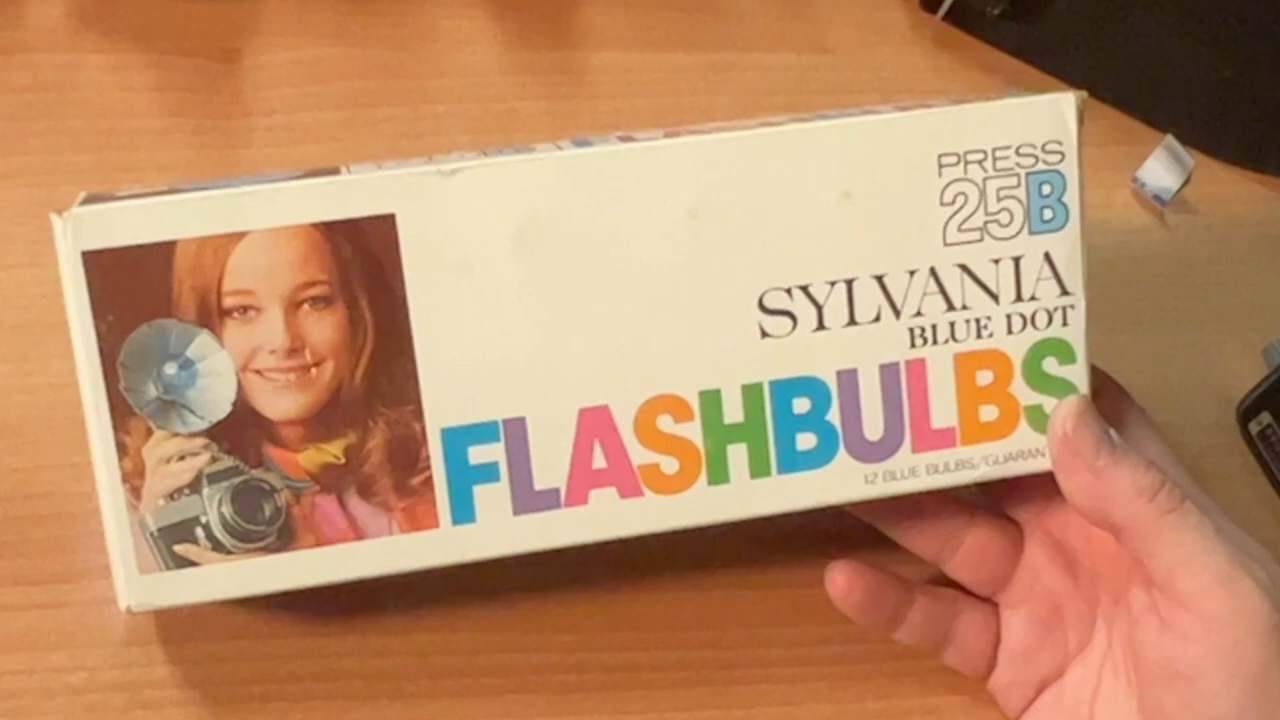 PRESS
25B
SYLVANIA
BLUE DOT
FLASHBULBS
12 BLUE BULBS/